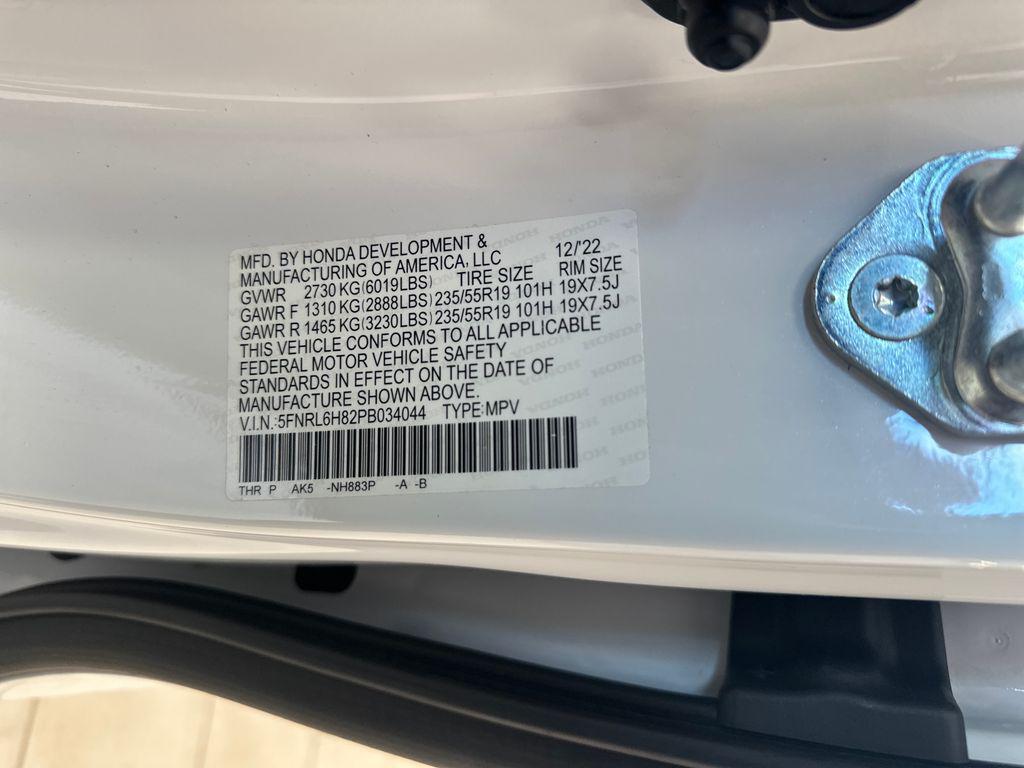 MFD. BY HONDA DEVELOPMENT &
MANUFACTURING OF AMERICA, LLC 12/'22
GVWR 2730 KG(6019LBS) TIRE SIZE RIM SIZE
GAWR F 1310 KG(2888LBS) 235/55R19 101H 19X7.5J
GAWR R 1465 KG(3230LBS) 235/55R19 101H 19X7.5J
THIS VEHICLE CONFORMS TO ALL APPLICABLE
FEDERAL MOTOR VEHICLE SAFETY
STANDARDS IN EFFECT ON THE DATE OF
MANUFACTURE SHOWN ABOVE.
V.I.N.:5FNRL6H82PB034044 TYPE:MPV
THR P AK5 -NH883P -A -B